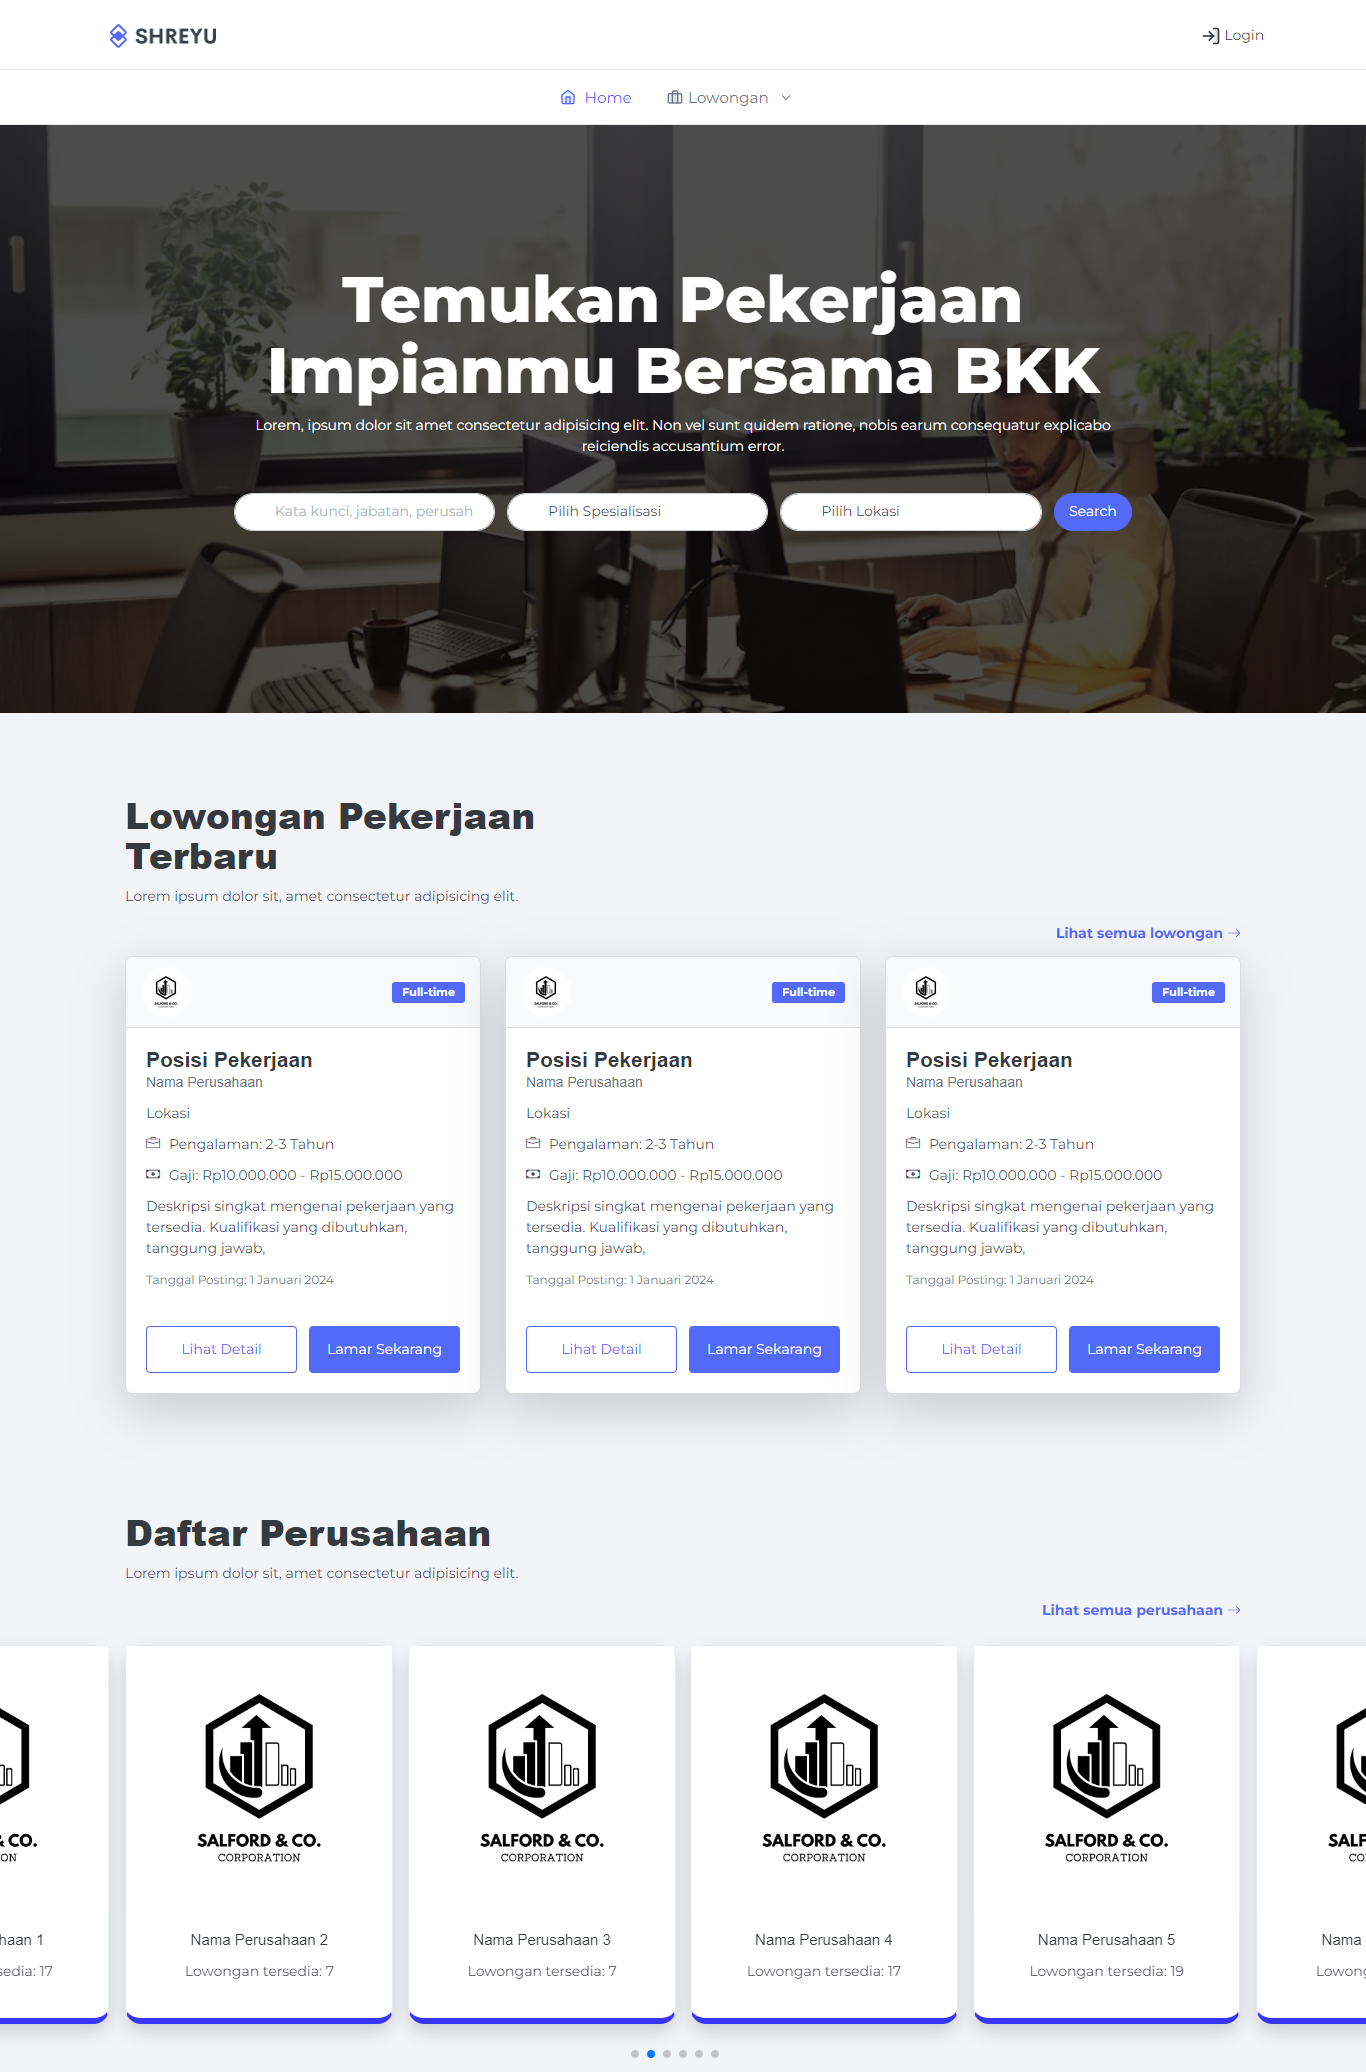 SHREYU
Login
Home
Lowongan
Temukan Pekerjaan
Impianmu Bersama BKK
Lorem, ipsum dolor sit amet consectetur adipisicing elit. Non vel sunt quidem ratione, nobis earum consequatur explicabo
reiciendis accusantium error.
Kata kunci, jabatan, perusah
Pilih Spesialisasi
Pilih Lokasi
Search
Lowongan Pekerjaan
Terbaru
Lorem ipsum dolor sit, amet consectetur adipisicing elit.
Lihat semua lowongan
SALFORD & CO.
Full-time
Posisi Pekerjaan
Nama Perusahaan
Lokasi
Pengalaman: 2-3 Tahun
Gaji: Rp10.000.000 - Rp15.000.000
Deskripsi singkat mengenai pekerjaan yang
tersedia. Kualifikasi yang dibutuhkan,
tanggung jawab,
Tanggal Posting: 1 Januari 2024
Lihat Detail
Lamar Sekarang
SALFORD & CO.
Full-time
Posisi Pekerjaan
Nama Perusahaan
Lokasi
Pengalaman: 2-3 Tahun
Gaji: Rp10.000.000 - Rp15.000.000
Deskripsi singkat mengenai pekerjaan yang
tersedia. Kualifikasi yang dibutuhkan,
tanggung jawab,
Tanggal Posting: 1 Januari 2024
Lihat Detail
Lamar Sekarang
SALFORD & CO.
Full-time
Posisi Pekerjaan
Nama Perusahaan
Lokasi
Pengalaman: 2-3 Tahun
Gaji: Rp10.000.000 - Rp15.000.000
Deskripsi singkat mengenai pekerjaan yang
tersedia. Kualifikasi yang dibutuhkan,
tanggung jawab,
Tanggal Posting: 1 Januari 2024
Lihat Detail
Lamar Sekarang
Daftar Perusahaan
Lorem ipsum dolor sit, amet consectetur adipisicing elit.
Lihat semua perusahaan
& CO.
ON
haan 1
sedia: 17
SALFORD & CO.
CORPORATION
Nama Perusahaan 2
Lowongan tersedia: 7
SALFORD & CO.
CORPORATION
Nama Perusahaan 3
Lowongan tersedia: 7
SALFORD & CO.
CORPORATION
Nama Perusahaan 4
Lowongan tersedia: 17
SALFORD & CO.
CORPORATION
Nama Perusahaan 5
Lowongan tersedia: 19
SALF
CO
Nama
Lowong